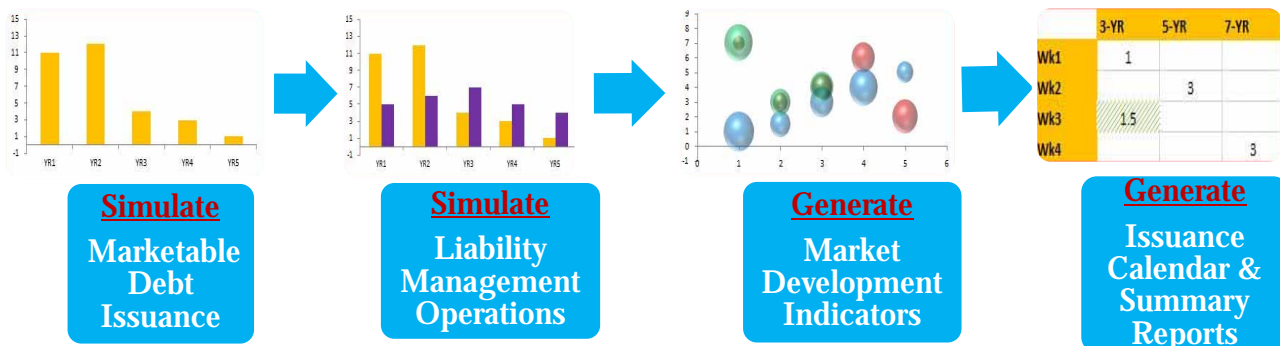 15
13
11
9
7
5
3
1
-1
YR1 YR2 YR3 YR4 YR5
15
13
11
9
7
5
3
1
-1
YR1 YR2 YR3 YR4 YR5
9
8
7
6
5
4
3
2
1
0
-1 0 1 2 3 4 5 6
3-YR 5-YR 7-YR
Wk1 1
Wk2 3
Wk3 1.5
Wk4 3
Simulate
Marketable
Debt
Issuance
Simulate
Liability
Management
Operations
Generate
Market
Development
Indicators
Generate
Issuance
Calendar &
Summary
Reports